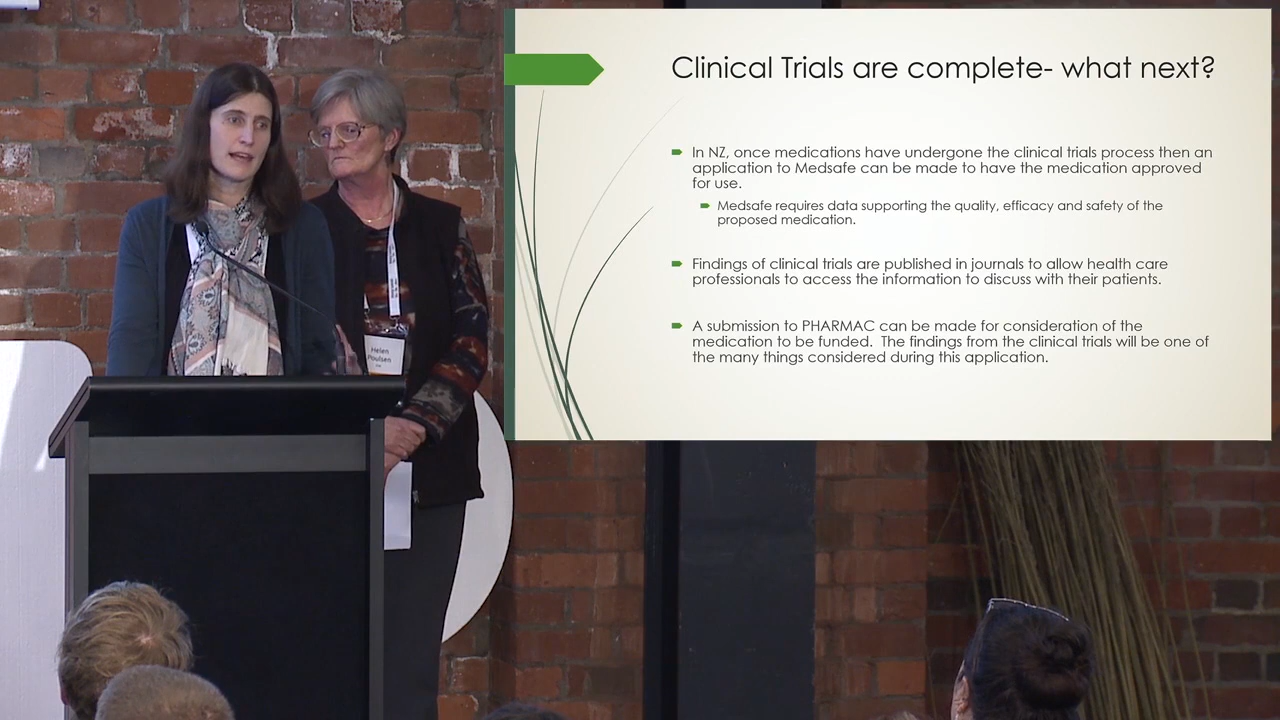 Clinical Trials are complete- what next?
In NZ, once medications have undergone the clinical trials process then an
application to Medsafe can be made to have the medication approved
for use.
Medsafe requires data supporting the quality, efficacy and safety of the
proposed medication.
Findings of clinical trials are published in journals to allow health care
professionals to access the information to discuss with their patients.
A submission to PHARMAC can be made for consideration of the
medication to be funded.  The findings from the clinical trials will be one of
the many things considered during this application.
Helen
Poulsen